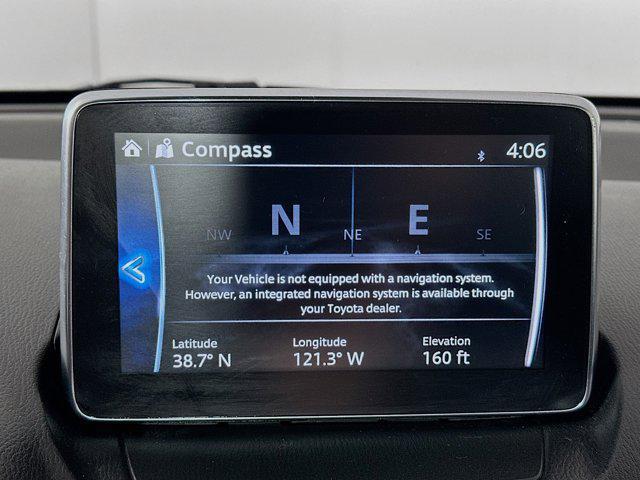 Compass 4:06
N E
NW NE SE
Your Vehicle is not equipped with a navigation system.
However, an integrated navigation system is available through
your Toyota dealer.
Latitude Longitude Elevation
38.7° N 121.3° W 160 ft